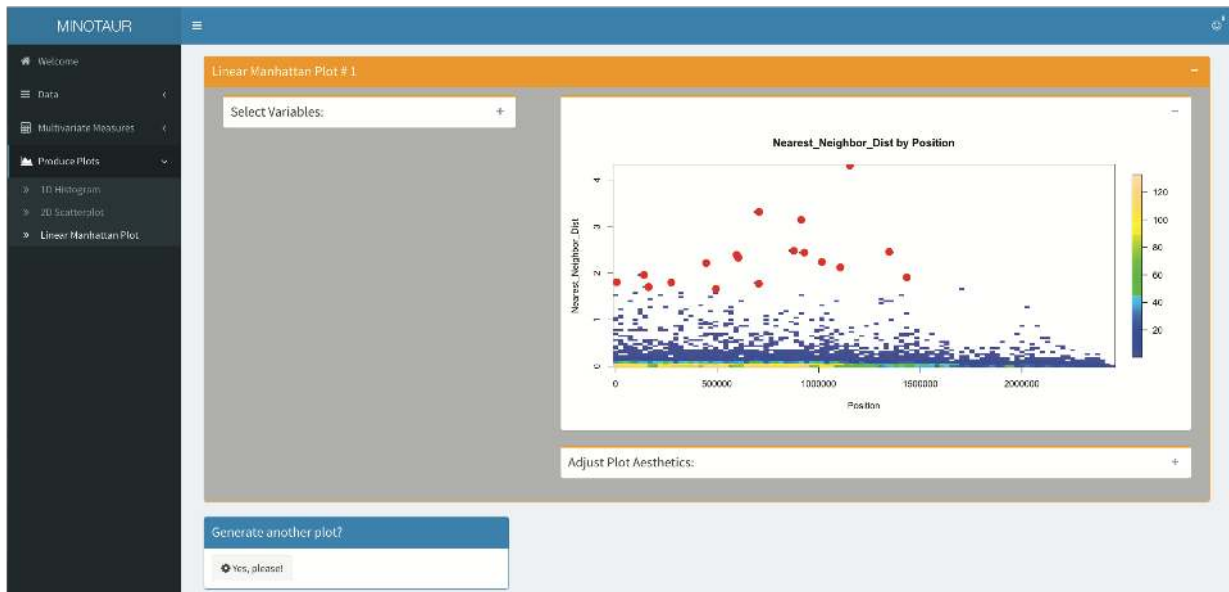 MINOTAUR
Welcome
Data
Multivariate Measures
Produce Plots
1D Histogram
2D Scatterplot
Linear Manhattan Plot
Linear Manhattan Plot # 1
Select Variables:
Nearest_Neighbor_Dist by Position
Nearest_Neighbor_Dist
4
3
2
1
0
0 500000 1000000 1500000 2000000
Position
120
100
80
60
40
20
Adjust Plot Aesthetics:
Generate another plot?
Yes, please!